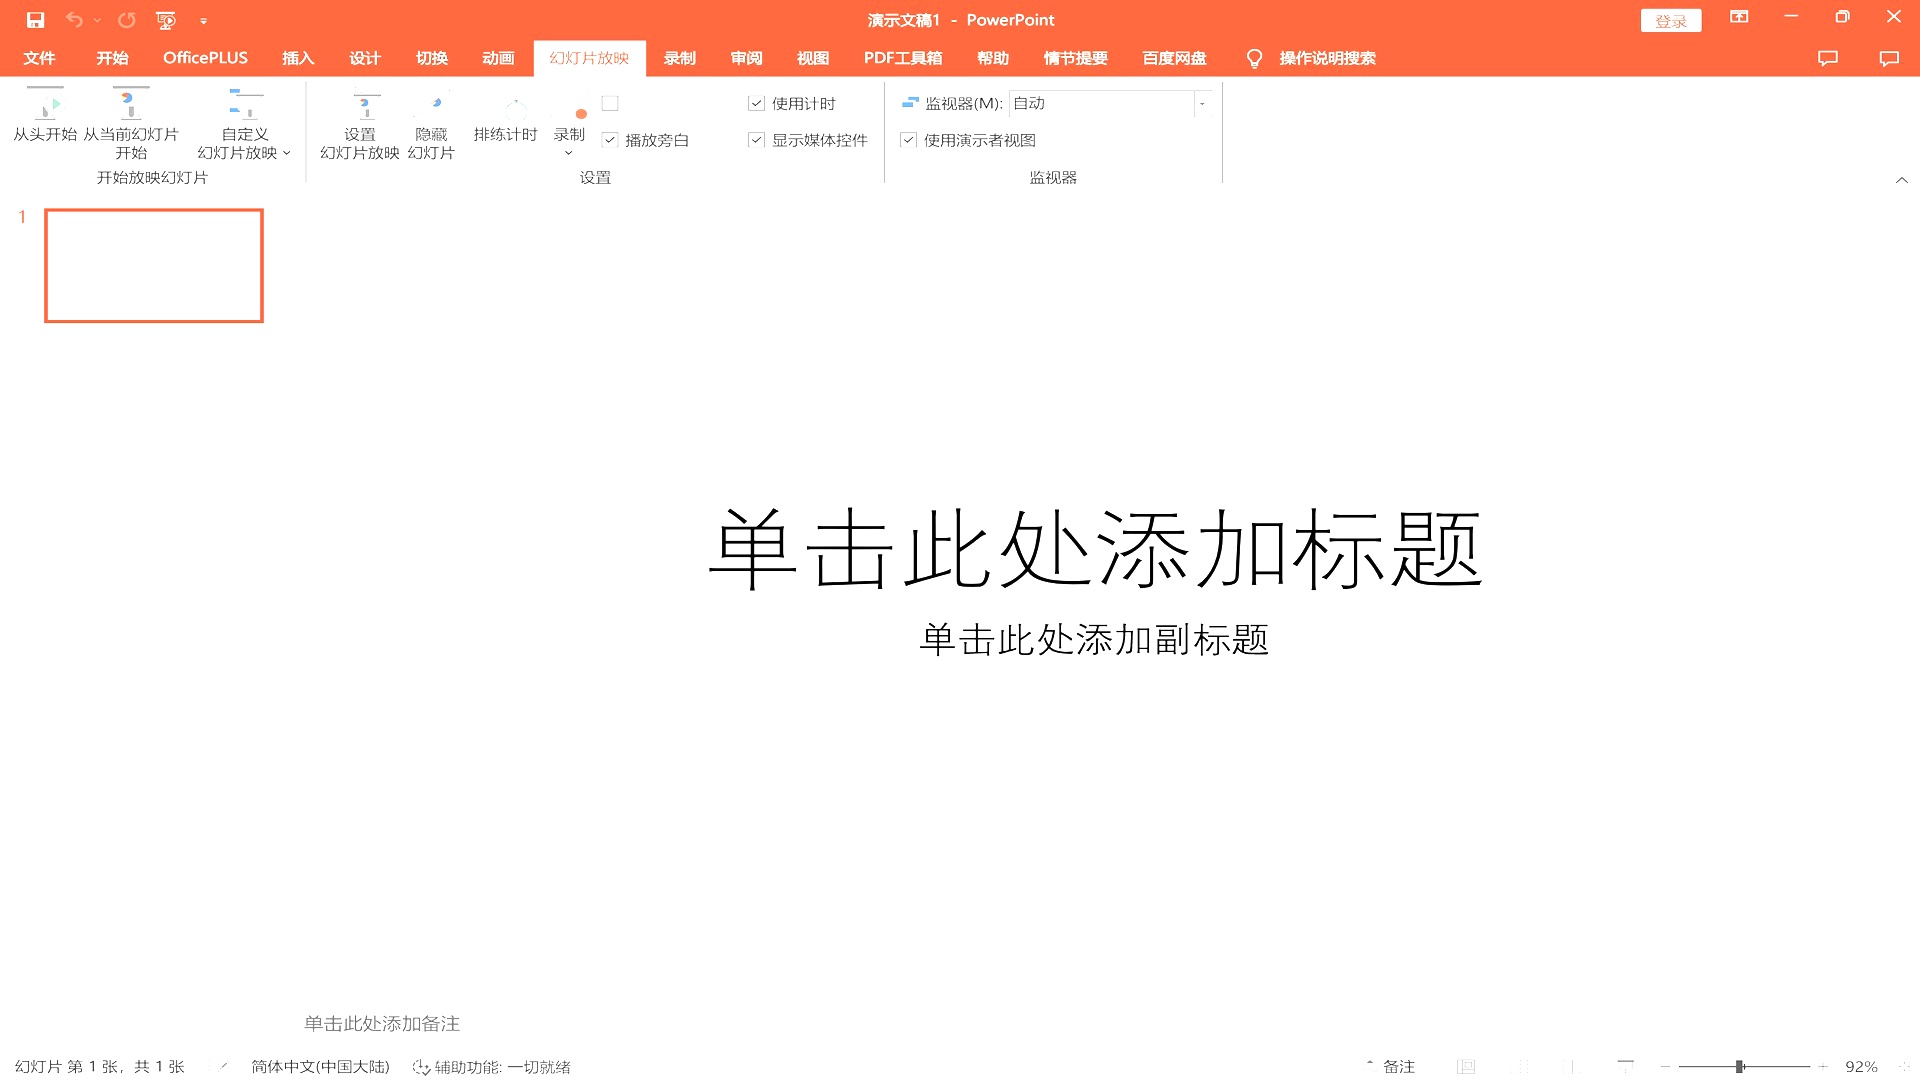 演示文稿1 - PowerPoint
登录
文件 开始 OfficePLUS 插入 设计 切换 动画 幻灯片放映 录制 审阅 视图 PDF工具箱 帮助 情节提要 百度网盘 操作说明搜索
从头开始
从当前幻灯片
开始
自定义
幻灯片放映
开始放映幻灯片
设置
幻灯片放映
隐藏
幻灯片
排练计时
录制
播放旁白
使用计时
显示媒体控件
设置
监视器(M): 自动
使用演示者视图
监视器
1
单击此处添加标题
单击此处添加副标题
单击此处添加备注
幻灯片 第 1 张，共 1 张 简体中文(中国大陆) 辅助功能: 一切就绪 备注 92%